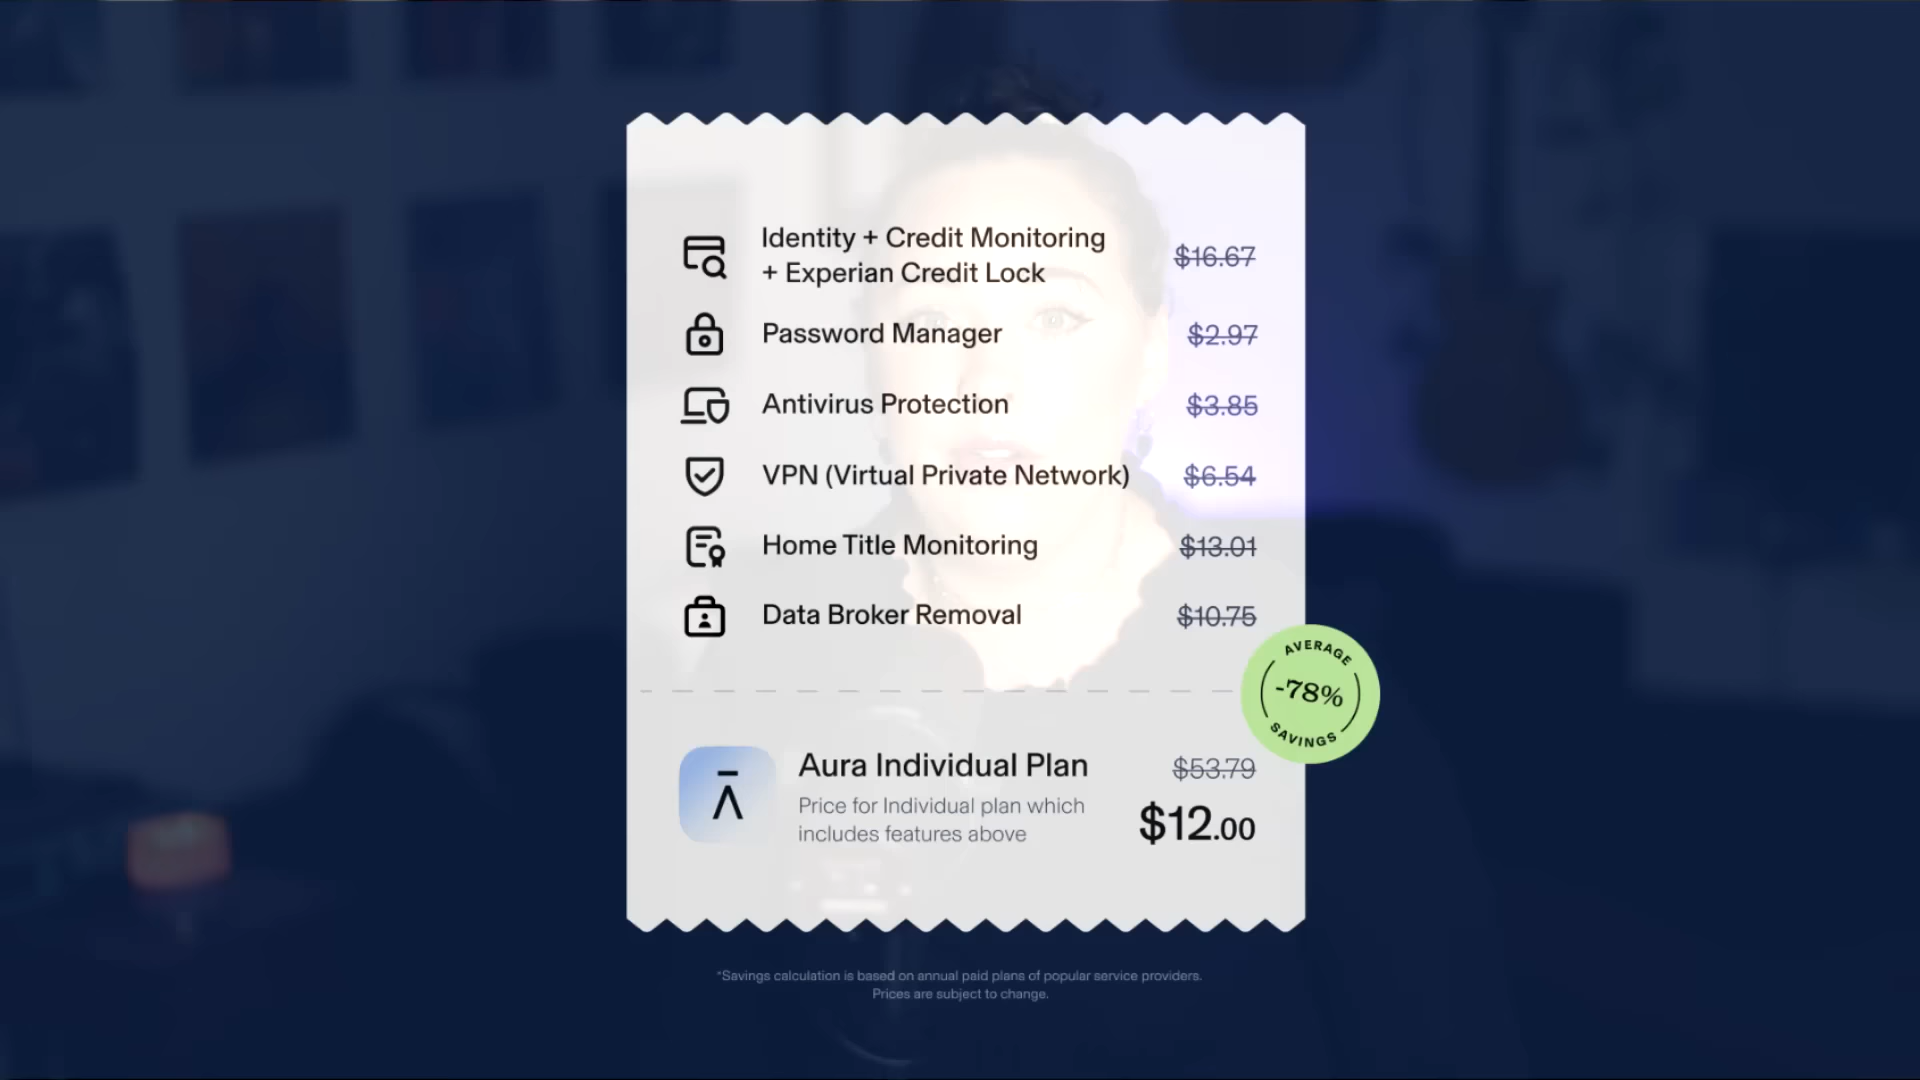 Identity + Credit Monitoring
+ Experian Credit Lock
$16.67
Password Manager
$2.97
Antivirus Protection
$3.85
VPN (Virtual Private Network)
$6.54
Home Title Monitoring
$13.01
Data Broker Removal
$10.75
AVERAGE
-78%
SAVINGS
Aura Individual Plan
$53.79
Price for Individual plan which
includes features above
$12.00
*Savings calculation is based on annual paid plans of popular service providers.
Prices are subject to change.